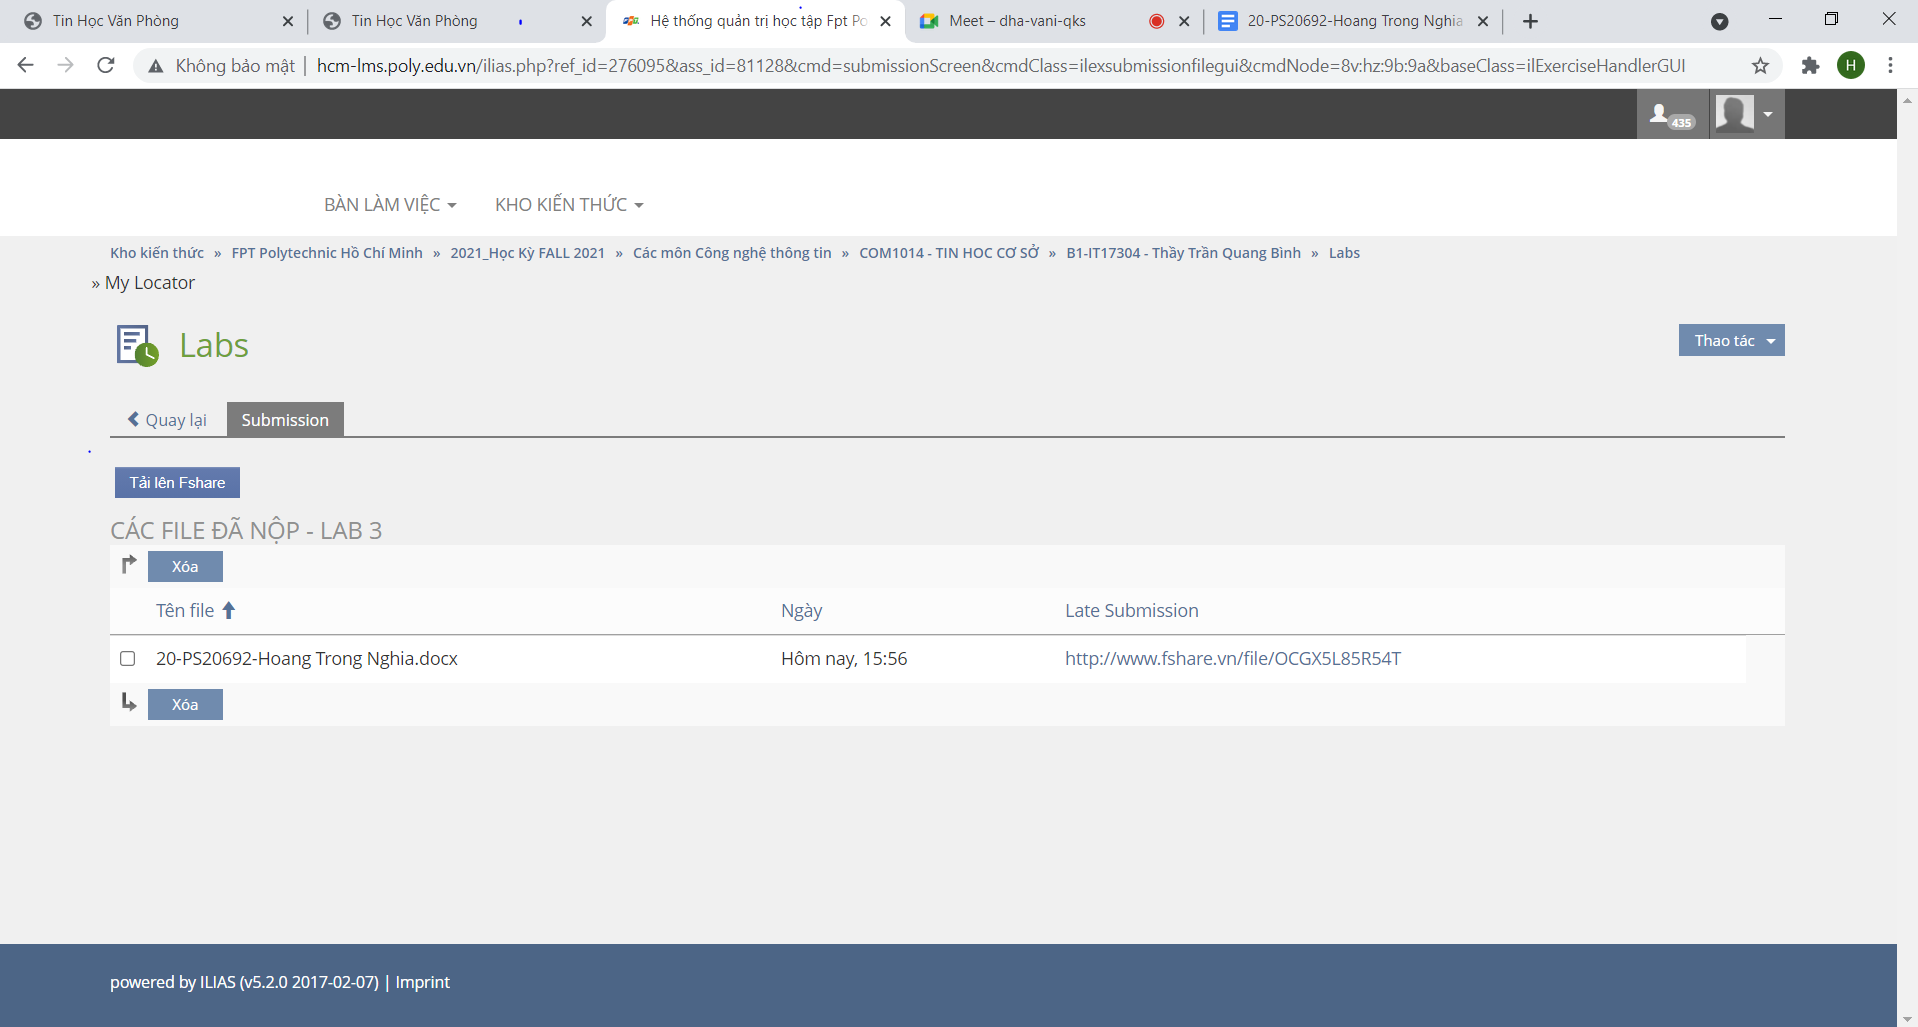 Tin Học Văn Phòng
Tin Học Văn Phòng
Hệ thống quản trị học tập Fpt Po
Meet – dha-vani-qks
20-PS20692-Hoang Trong Nghia
Không bảo mật | hcm-lms.poly.edu.vn/ilias.php?ref_id=276095&ass_id=81128&cmd=submissionScreen&cmdClass=ilexsubmissionfilegui&cmdNode=8v:hz:9b:9a&baseClass=ilExerciseHandlerGUI
H
435
BÀN LÀM VIỆC
KHO KIẾN THỨC
Kho kiến thức » FPT Polytechnic Hồ Chí Minh » 2021_Học Kỳ FALL 2021 » Các môn Công nghệ thông tin » COM1014 - TIN HOC CƠ SỞ » B1-IT17304 - Thầy Trần Quang Bình » Labs
» My Locator
Labs
Thao tác
Quay lại
Submission
Tải lên Fshare
CÁC FILE ĐÃ NỘP - LAB 3
Xóa
Tên file
Ngày
Late Submission
20-PS20692-Hoang Trong Nghia.docx
Hôm nay, 15:56
http://www.fshare.vn/file/OCGX5L85R54T
Xóa
powered by ILIAS (v5.2.0 2017-02-07) | Imprint